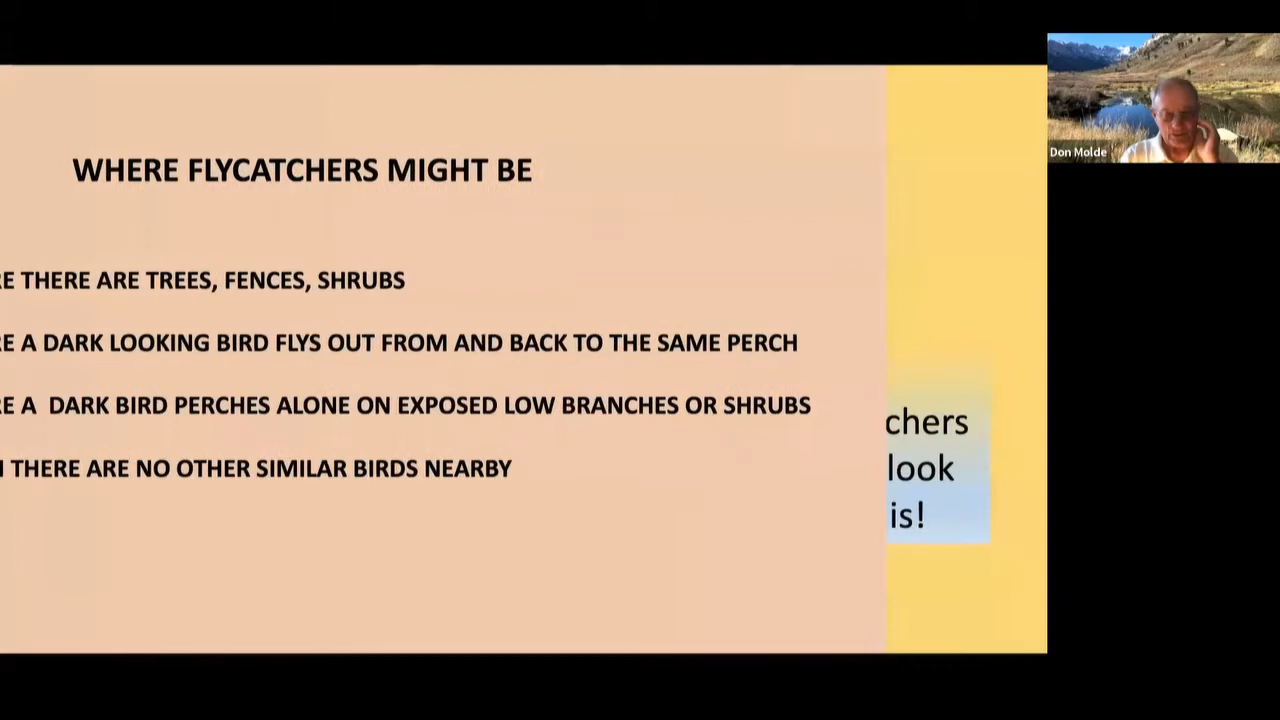 WHERE FLYCATCHERS MIGHT BE
RE THERE ARE TREES, FENCES, SHRUBS
RE A DARK LOOKING BIRD FLYS OUT FROM AND BACK TO THE SAME PERCH
RE A DARK BIRD PERCHES ALONE ON EXPOSED LOW BRANCHES OR SHRUBS
THERE ARE NO OTHER SIMILAR BIRDS NEARBY
chers
look
is!
Don Molde